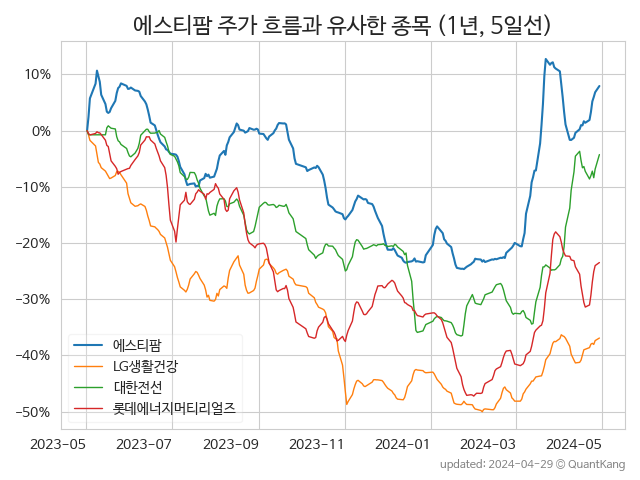 에스티팜 주가 흐름과 유사한 종목 (1년, 5일선)
10%
0%
−10%
−20%
−30%
−40%
−50%
에스티팜
LG생활건강
대한전선
롯데에너지머티리얼즈
2023-05 2023-07 2023-09 2023-11 2024-01 2024-03 2024-05
updated: 2024-04-29 © QuantKang